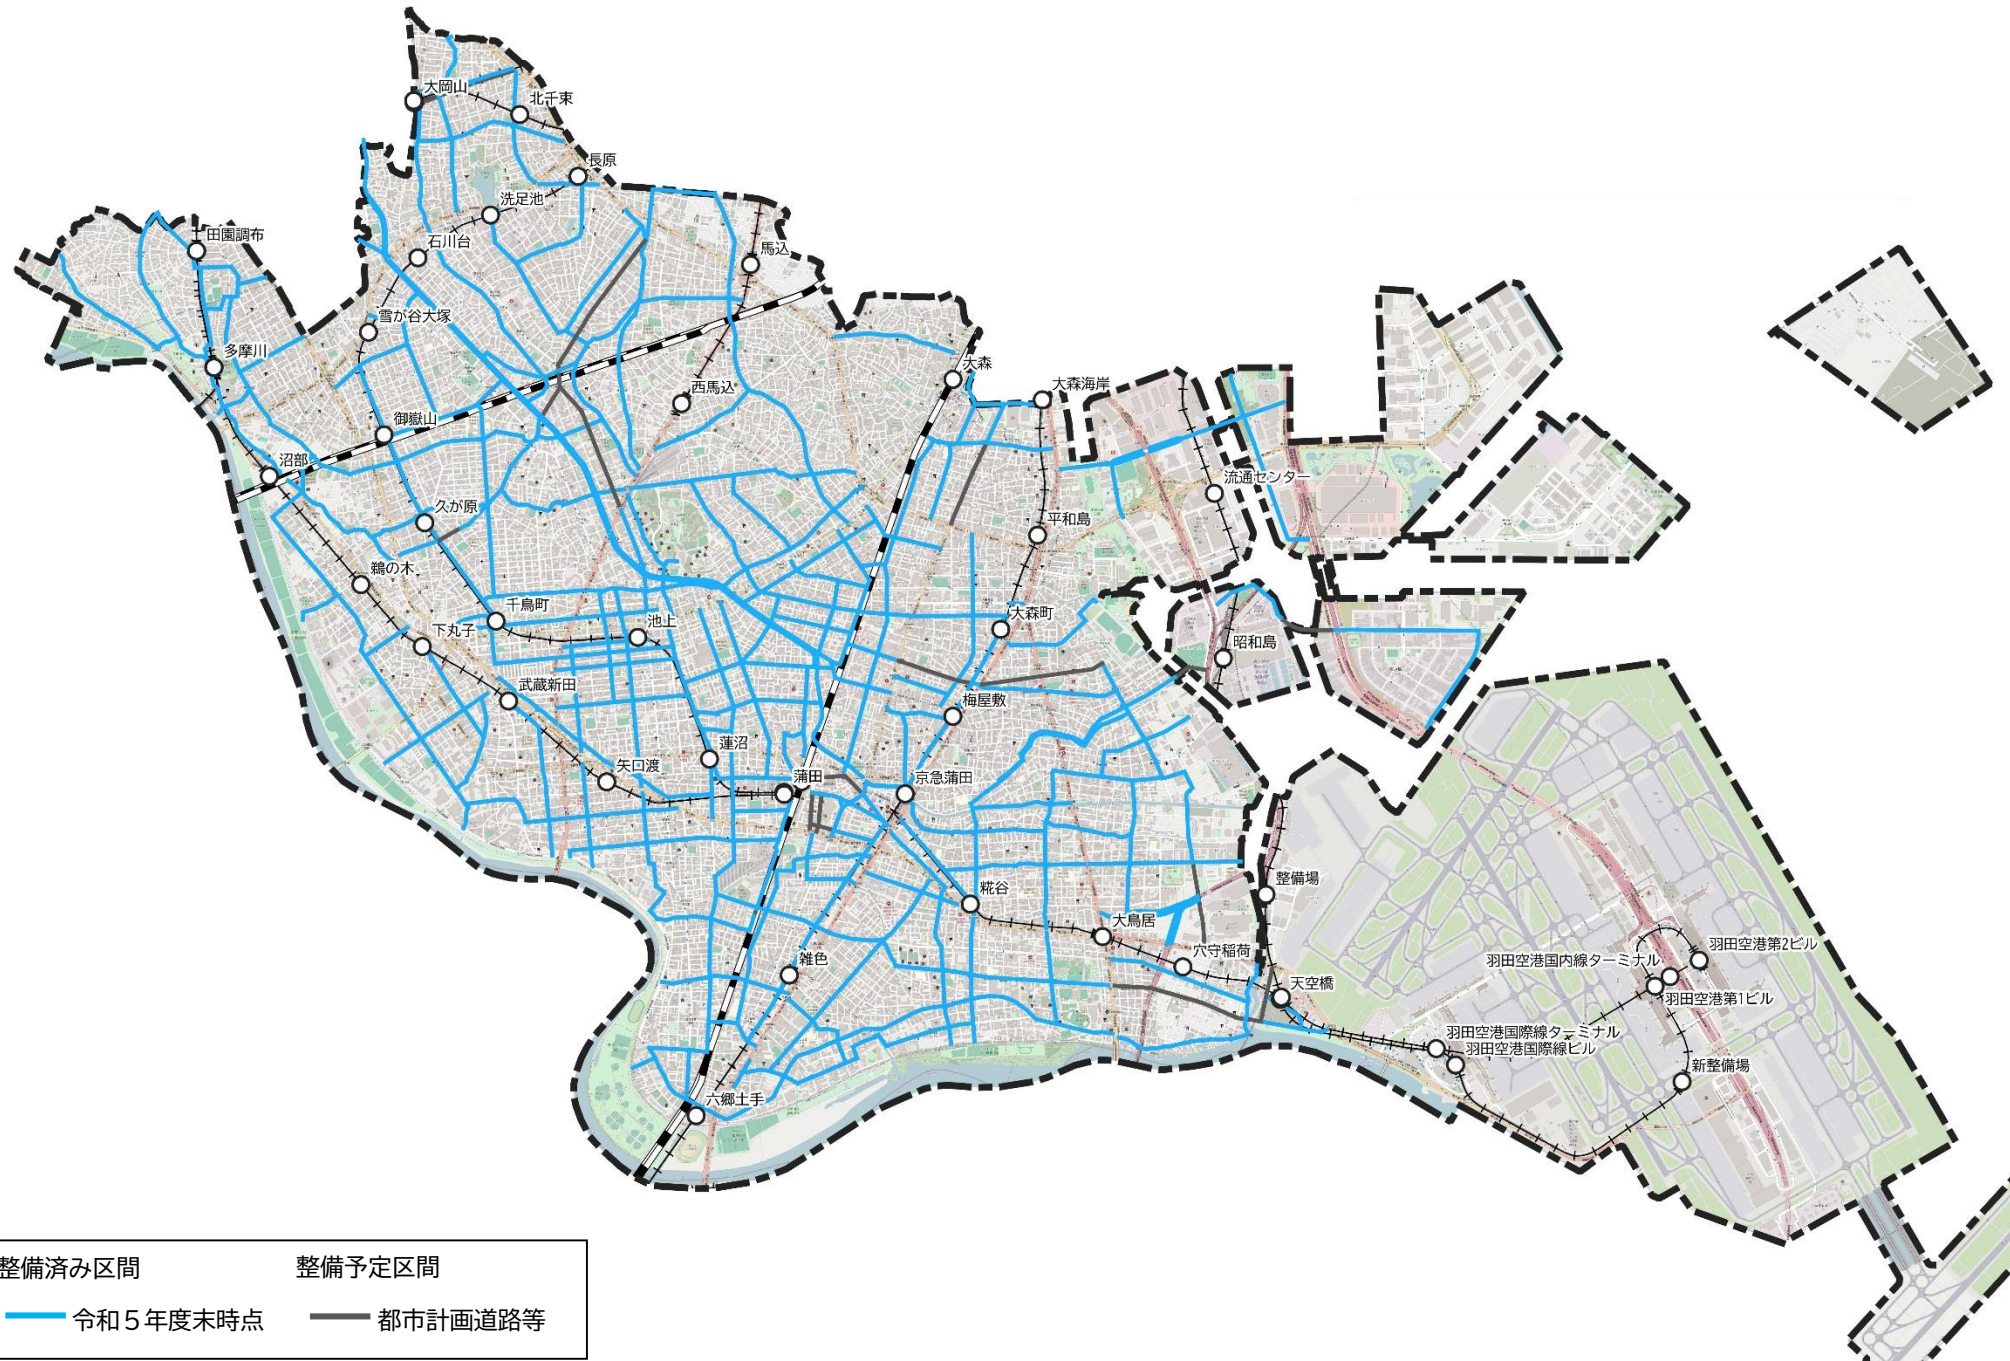 大岡山
北千束
長原
洗足池
田園調布
石川台
馬込
雪が谷大塚
多摩川
大森
西馬込
大森海岸
御嶽山
沼部
流通センター
久が原
平和島
鵜の木
千鳥町
大森町
池上
下丸子
昭和島
武蔵新田
梅屋敷
蓮沼
矢口渡
蒲田
京急蒲田
整備場
糀谷
大鳥居
羽田空港第2ビル
穴守稲荷
雑色
羽田空港国内線ターミナル
天空橋
羽田空港第1ビル
羽田空港国際線ターミナル
羽田空港国際線ビル
新整備場
六郷土手
整備済み区間
整備予定区間
令和５年度末時点
都市計画道路等